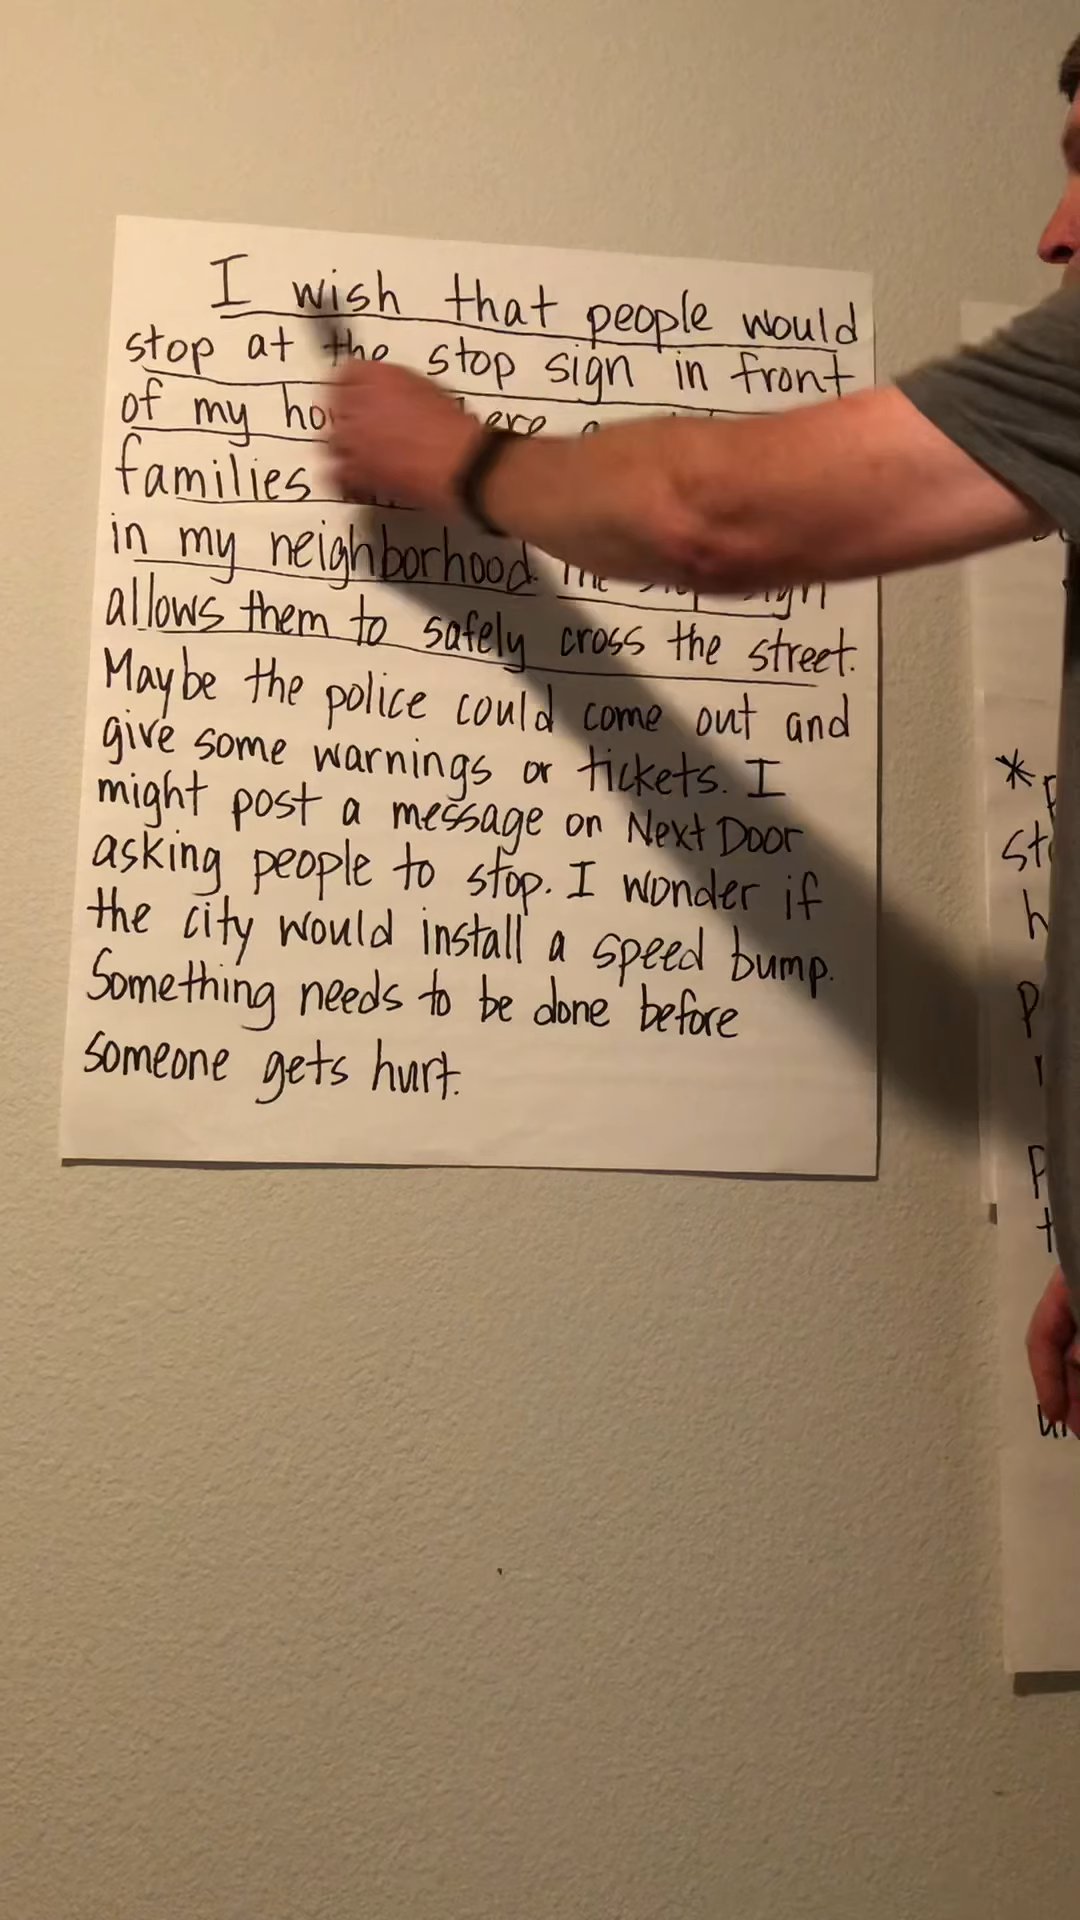 I wish that people would
stop at the stop sign in front
of my
families
in my neighborhood. The stop sign
allows them to safely cross the street.
Maybe the police could come out and
give some warnings or tickets. I
might post a message on Next Door
asking people to stop. I wonder if
the city would install a speed bump.
Something needs to be done before
someone gets hurt.
*
h
p
t